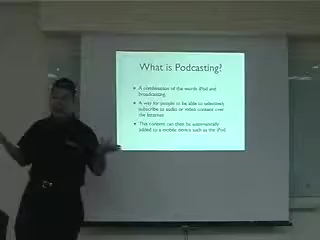 What is Podcasting?
• A combination of the words iPod and
broadcasting.
• A way for people to be able to selectively
subscribe to audio or video content over
the Internet
• This content can then be automatically
added to a mobile device such as the iPod